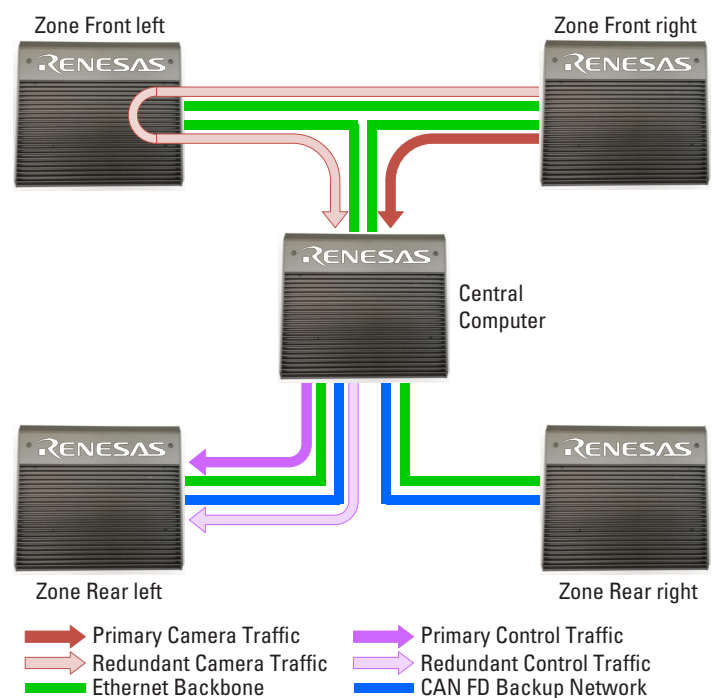 Zone Front left
Zone Front right
RENESAS
RENESAS
RENESAS
Central
Computer
RENESAS
RENESAS
Zone Rear left
Zone Rear right
Primary Camera Traffic
Primary Control Traffic
Redundant Camera Traffic
Redundant Control Traffic
Ethernet Backbone
CAN FD Backup Network